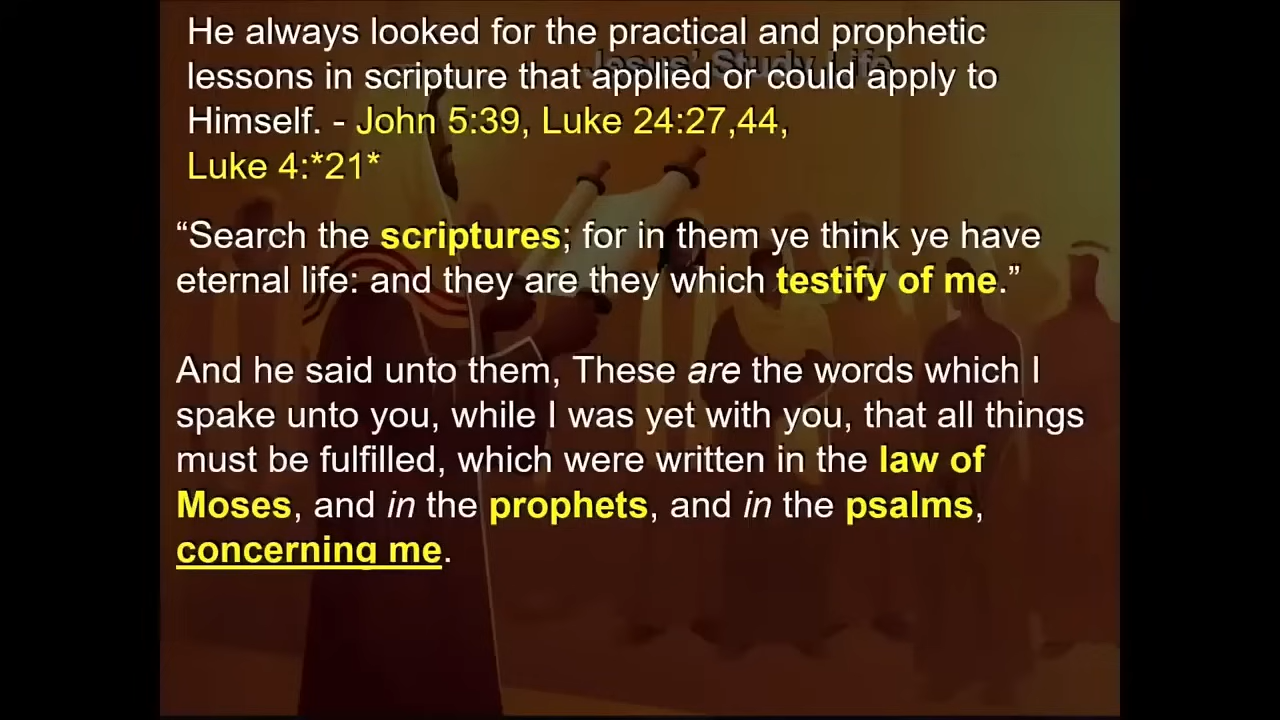 Jesus' Study Life
He always looked for the practical and prophetic
lessons in scripture that applied or could apply to
Himself. - John 5:39, Luke 24:27,44,
Luke 4:*21*
“Search the scriptures; for in them ye think ye have
eternal life: and they are they which testify of me.”
And he said unto them, These are the words which I
spake unto you, while I was yet with you, that all things
must be fulfilled, which were written in the law of
Moses, and in the prophets, and in the psalms,
concerning me.